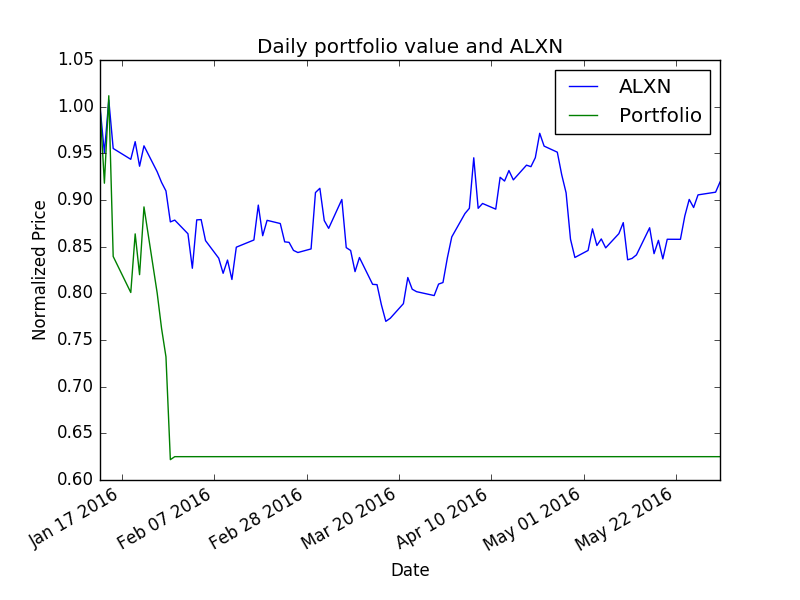 Daily portfolio value and ALXN
1.05
1.00
0.95
0.90
0.85
0.80
0.75
0.70
0.65
0.60
Normalized Price
ALXN
Portfolio
Jan 17 2016
Feb 07 2016
Feb 28 2016
Mar 20 2016
Apr 10 2016
May 01 2016
May 22 2016
Date